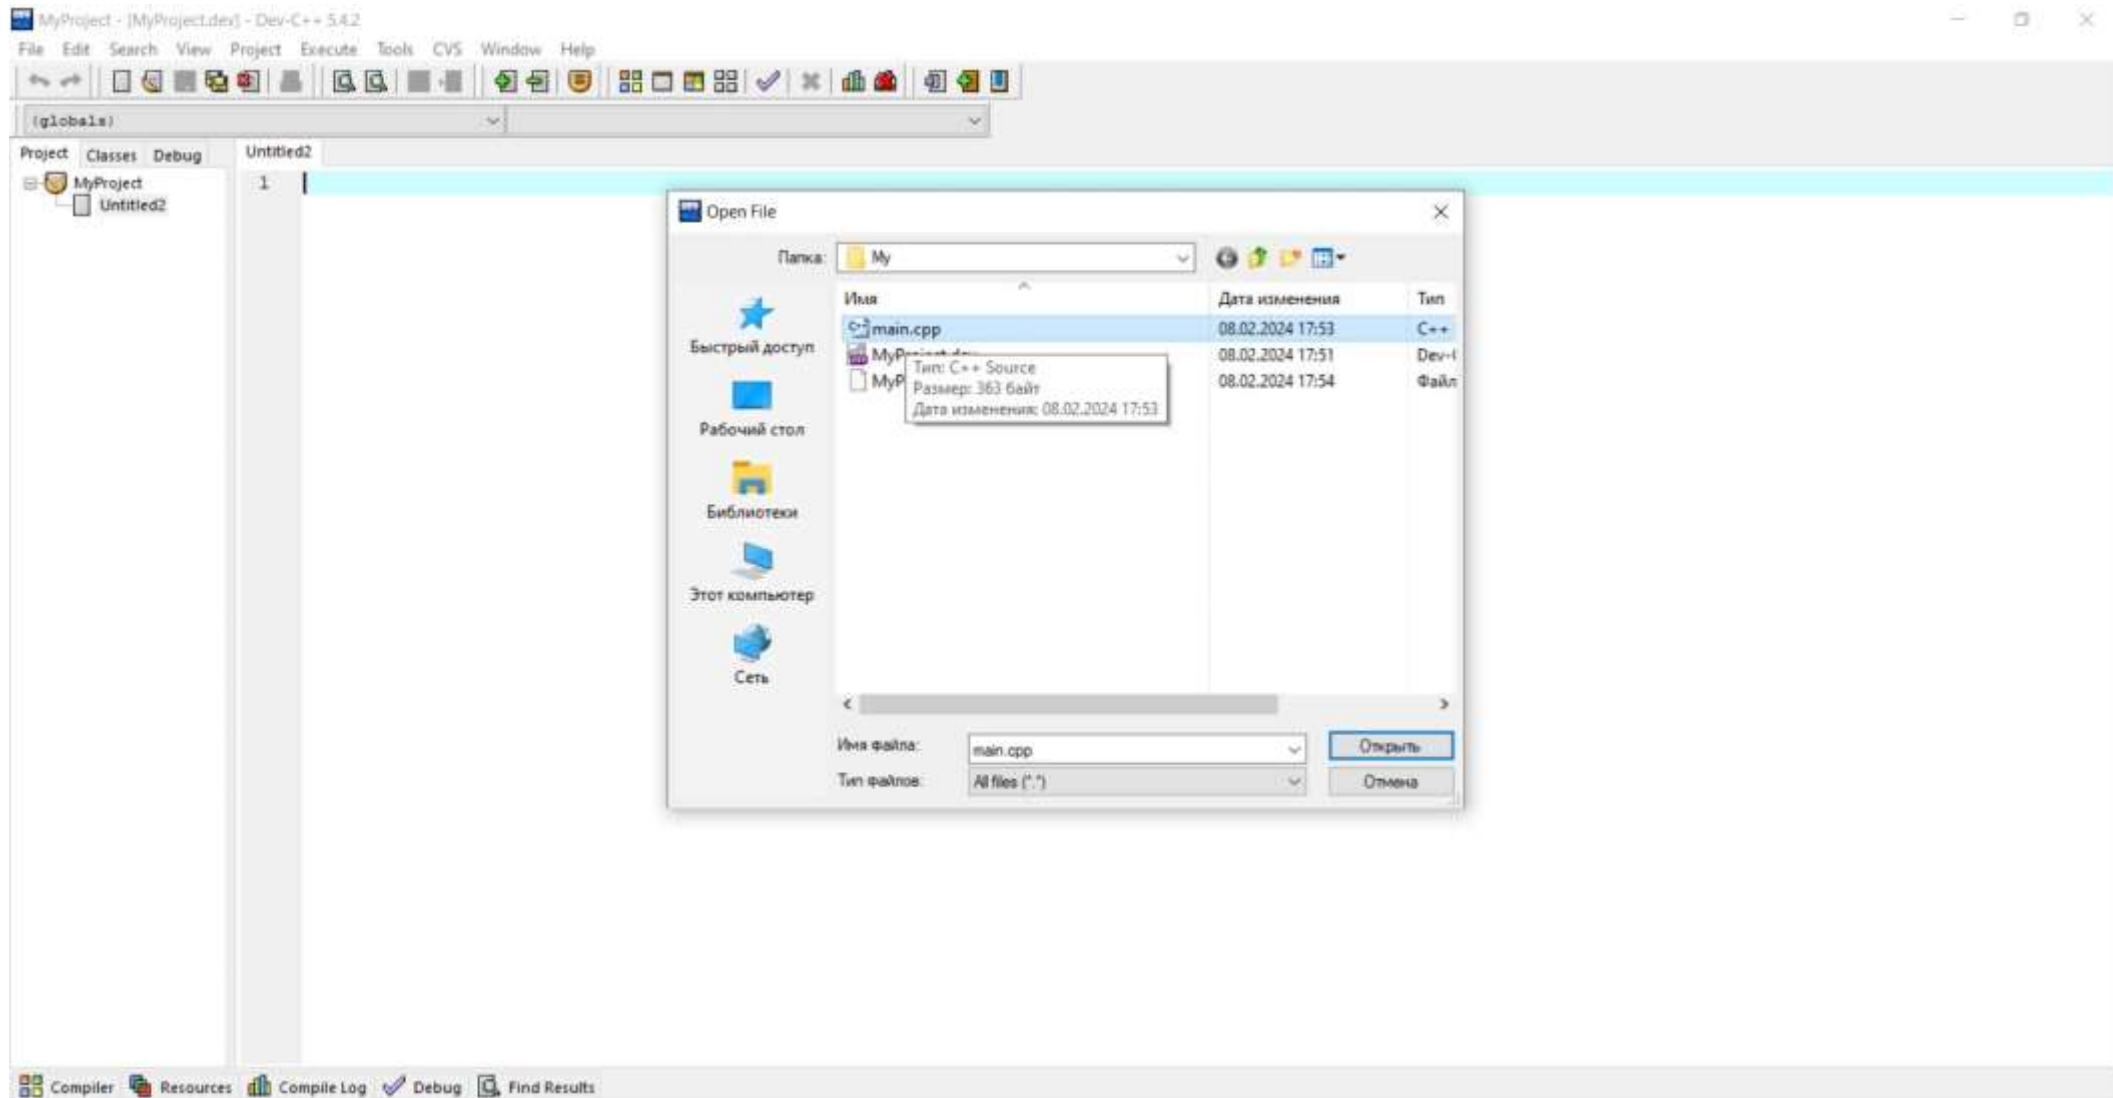 MyProject - [MyProject.dev] - Dev-C++ 5.4.2
File Edit Search View Project Execute Tools CVS Window Help
(globals)
Project Classes Debug
Untitled2
MyProject
Untitled2
1
Open File
Папка: My
Имя Дата изменения Тип
main.cpp 08.02.2024 17:53 C++
MyProject.dev 08.02.2024 17:51 Dev-
MyP 08.02.2024 17:54 Файл
Тип: C++ Source
Размер: 363 байт
Дата изменения: 08.02.2024 17:53
Быстрый доступ
Рабочий стол
Библиотеки
Этот компьютер
Сеть
Имя файла: main.cpp Открыть
Тип файлов: All files (*.*) Отмена
Compiler Resources Compile Log Debug Find Results